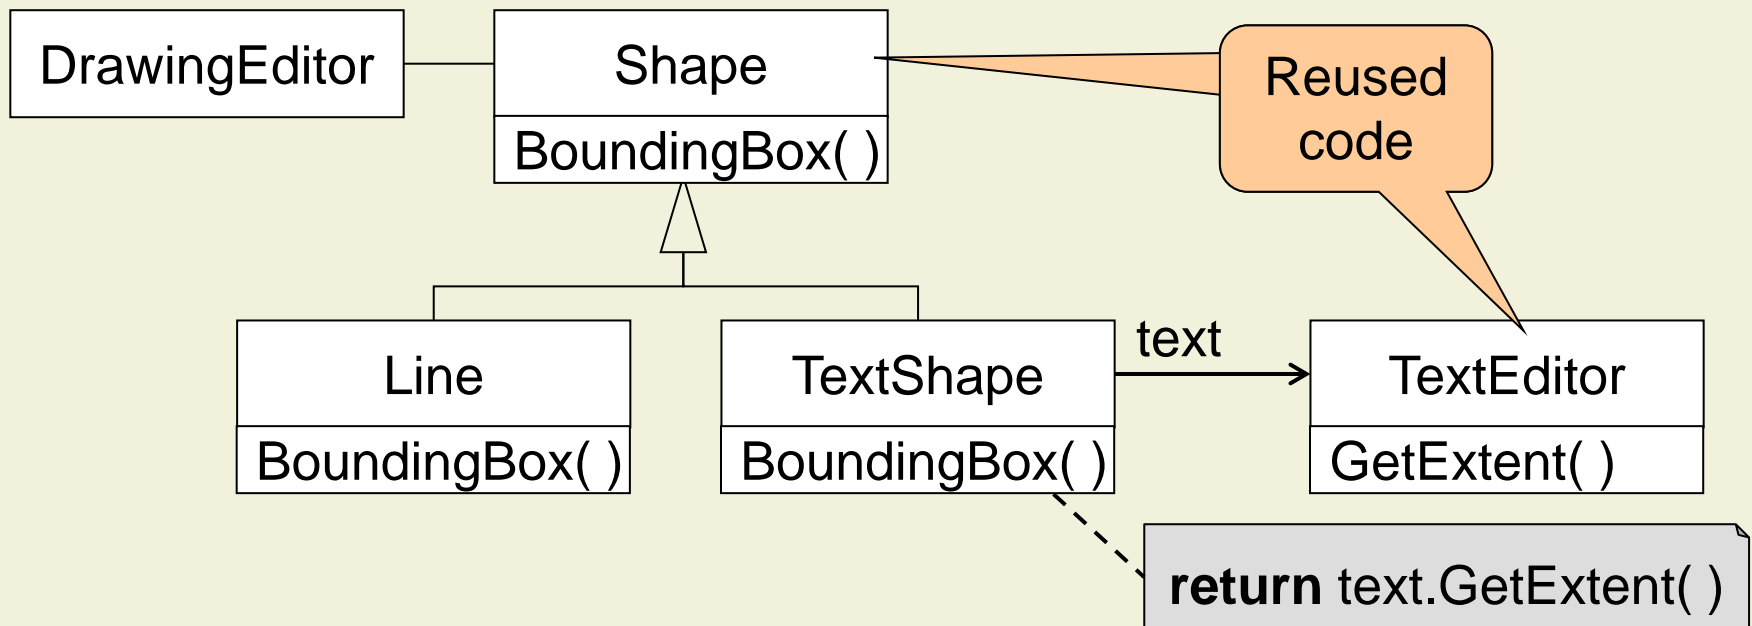 DrawingEditor
Shape
BoundingBox( )
Reused
code
Line
BoundingBox( )
TextShape
BoundingBox( )
text
TextEditor
GetExtent( )
return text.GetExtent( )